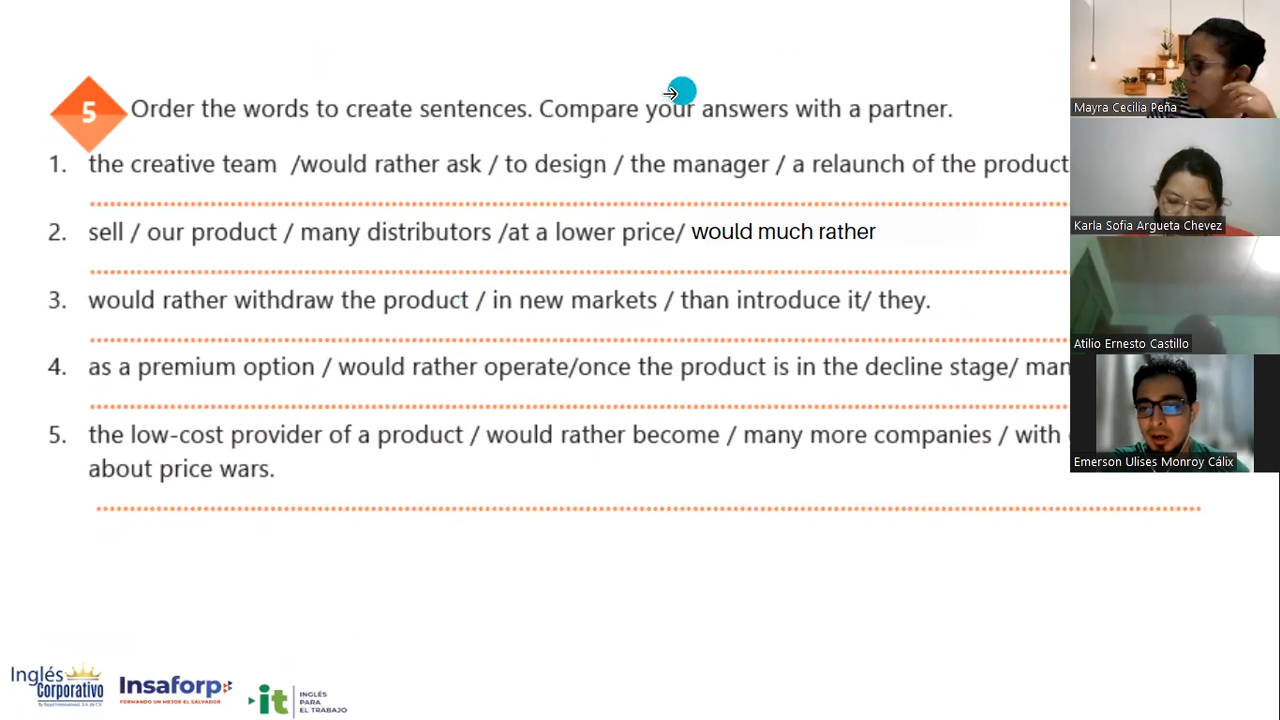 5 Order the words to create sentences. Compare your answers with a partner.
1. the creative team /would rather ask / to design / the manager / a relaunch of the product
2. sell / our product / many distributors /at a lower price/ would much rather
3. would rather withdraw the product / in new markets / than introduce it/ they.
4. as a premium option / would rather operate/once the product is in the decline stage/
5. the low-cost provider of a product / would rather become / many more companies / with
about price wars.
Mayra Cecilia Peña
Karla Sofia Argueta Chevez
Atilio Ernesto Castillo
Emerson Ulises Monroy Cálix
Inglés
Corporativo
Insaforp
FORMANDO UN MEJOR EL SALVADOR
it
INGLÉS
PARA
EL TRABAJO